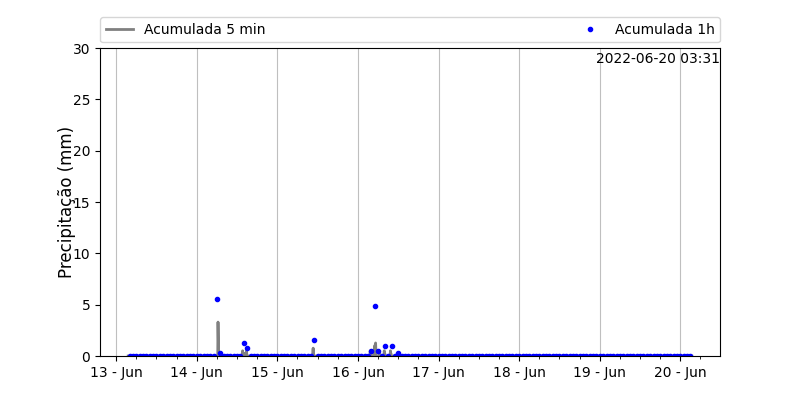 Acumulada 5 min
Acumulada 1h
2022-06-20 03:31
Precipitação (mm)
30
25
20
15
10
5
0
13 - Jun 14 - Jun 15 - Jun 16 - Jun 17 - Jun 18 - Jun 19 - Jun 20 - Jun